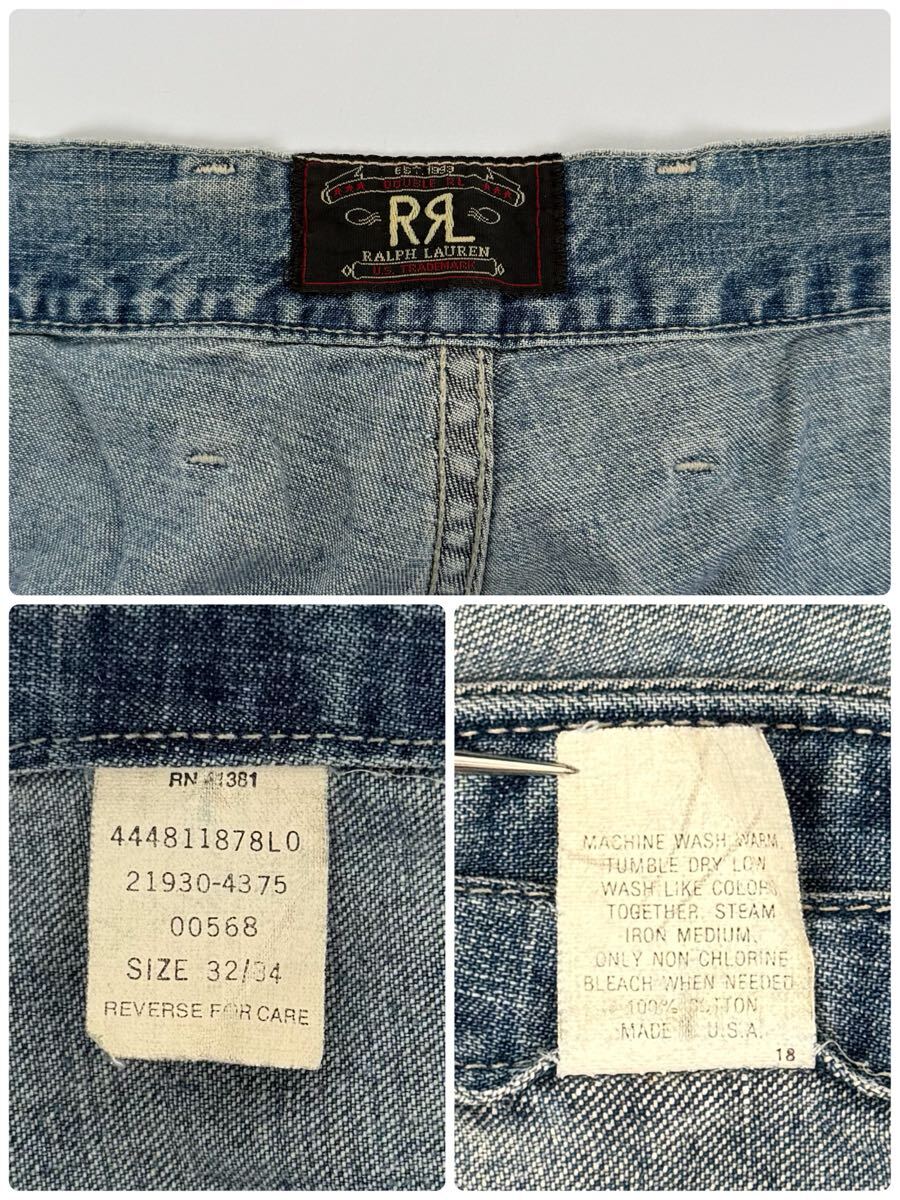 EST. 1993
DOUBLE RL
RRL
RALPH LAUREN
U.S. TRADEMARK
RN 41381
444811878L0
21930-4375
00568
SIZE 32/34
REVERSE FOR CARE
MACHINE WASH WARM
TUMBLE DRY LOW
WASH LIKE COLORS
TOGETHER. STEAM
IRON MEDIUM.
ONLY NON-CHLORINE
BLEACH WHEN NEEDED
100% COTTON
MADE U.S.A.
18